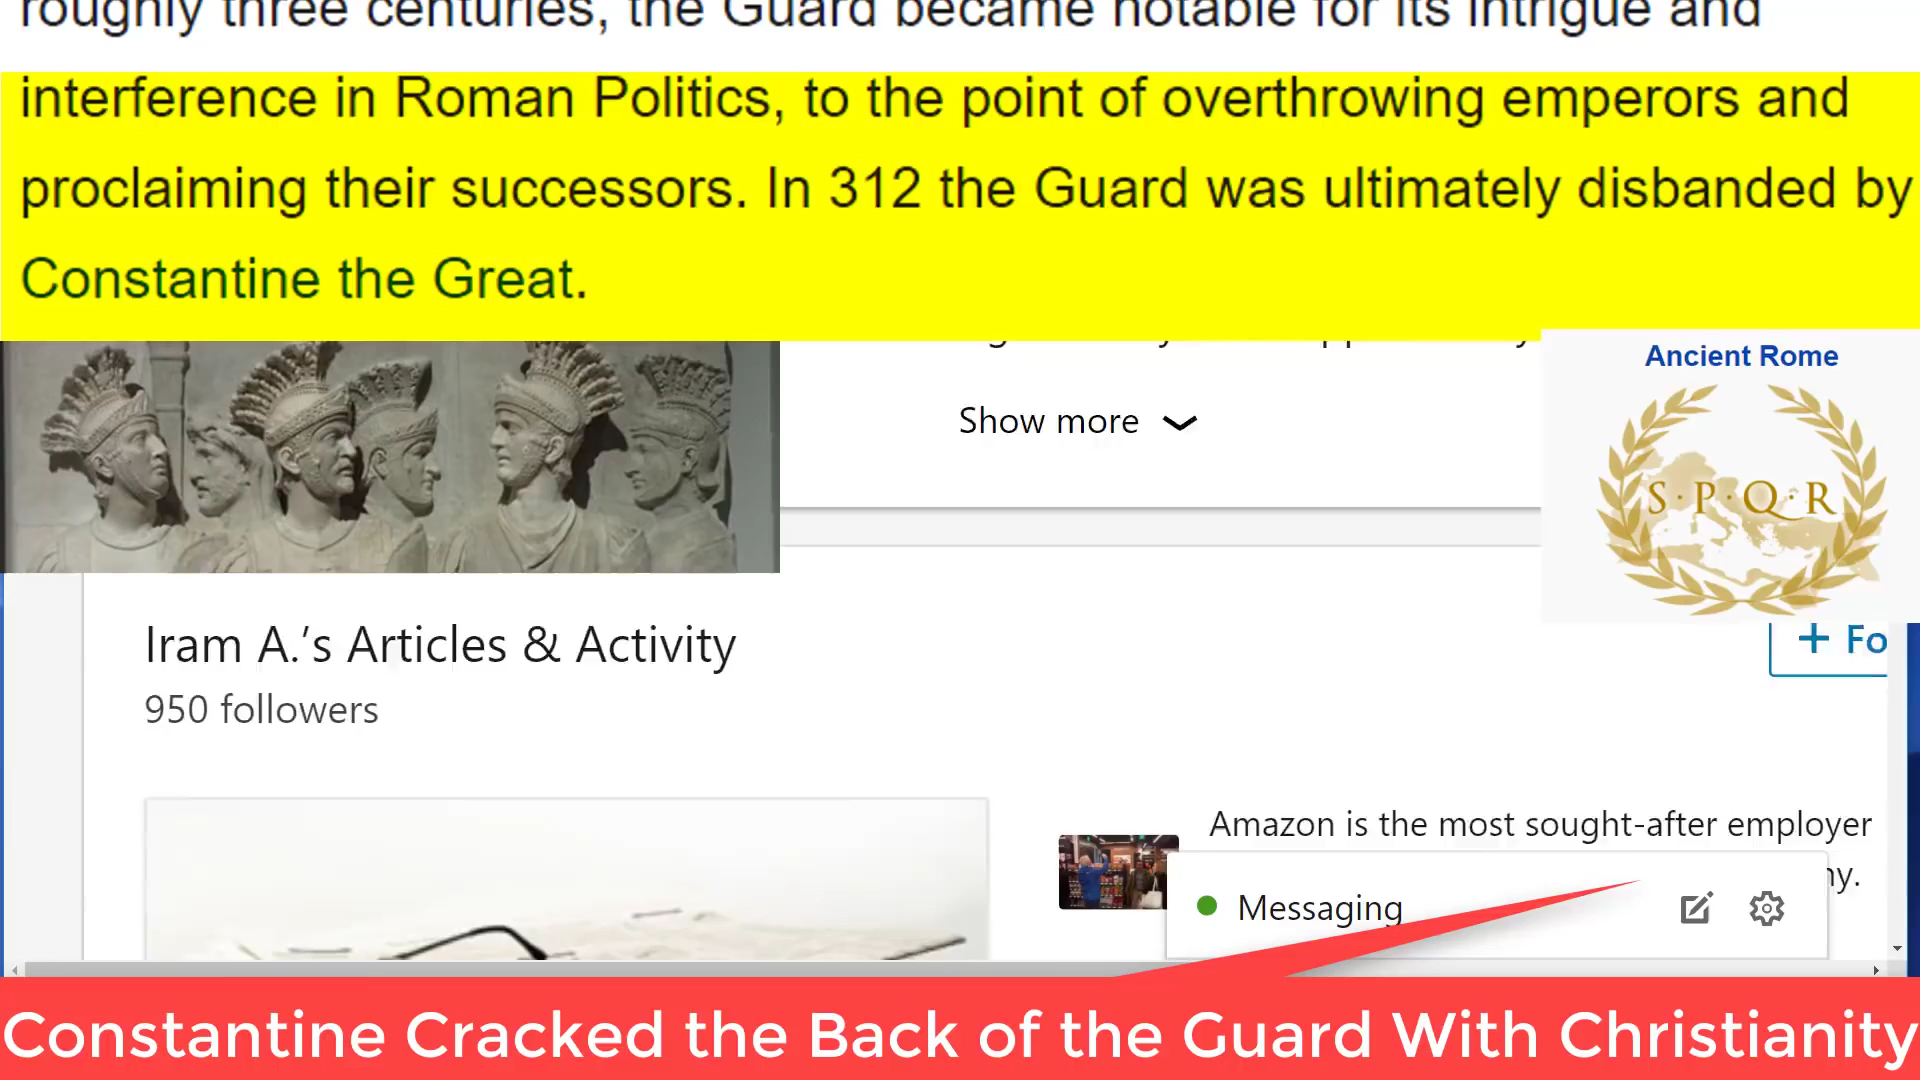 roughly three centuries, the Guard became notable for its intrigue and
interference in Roman Politics, to the point of overthrowing emperors and
proclaiming their successors. In 312 the Guard was ultimately disbanded by
Constantine the Great.
Ancient Rome
Show more
S·P·Q·R
Iram A.'s Articles & Activity
+ Fo
950 followers
Amazon is the most sought-after employer
ny.
Messaging
Constantine Cracked the Back of the Guard With Christianity